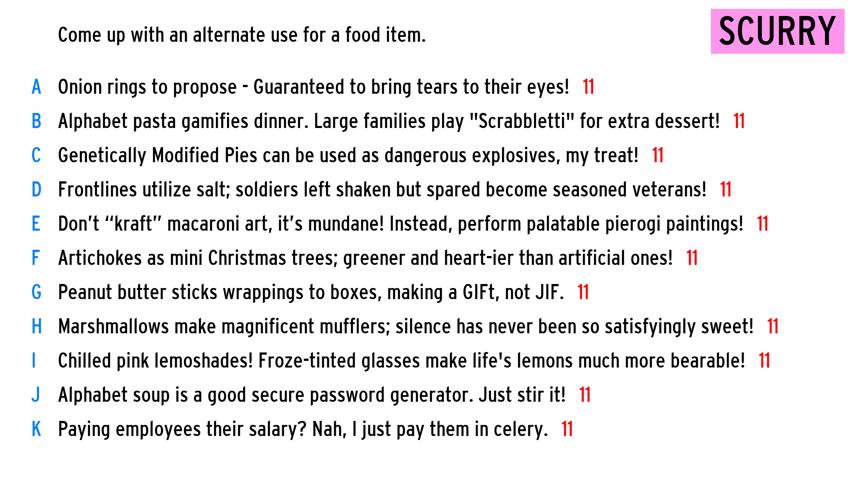 Come up with an alternate use for a food item.
SCURRY
A Onion rings to propose - Guaranteed to bring tears to their eyes! 11
B Alphabet pasta gamifies dinner. Large families play "Scrabbletti" for extra dessert! 11
C Genetically Modified Pies can be used as dangerous explosives, my treat! 11
D Frontlines utilize salt; soldiers left shaken but spared become seasoned veterans! 11
E Don’t “kraft” macaroni art, it’s mundane! Instead, perform palatable pierogi paintings! 11
F Artichokes as mini Christmas trees; greener and heart-ier than artificial ones! 11
G Peanut butter sticks wrappings to boxes, making a GIFt, not JIF. 11
H Marshmallows make magnificent mufflers; silence has never been so satisfyingly sweet! 11
I Chilled pink lemoshades! Froze-tinted glasses make life's lemons much more bearable! 11
J Alphabet soup is a good secure password generator. Just stir it! 11
K Paying employees their salary? Nah, I just pay them in celery. 11